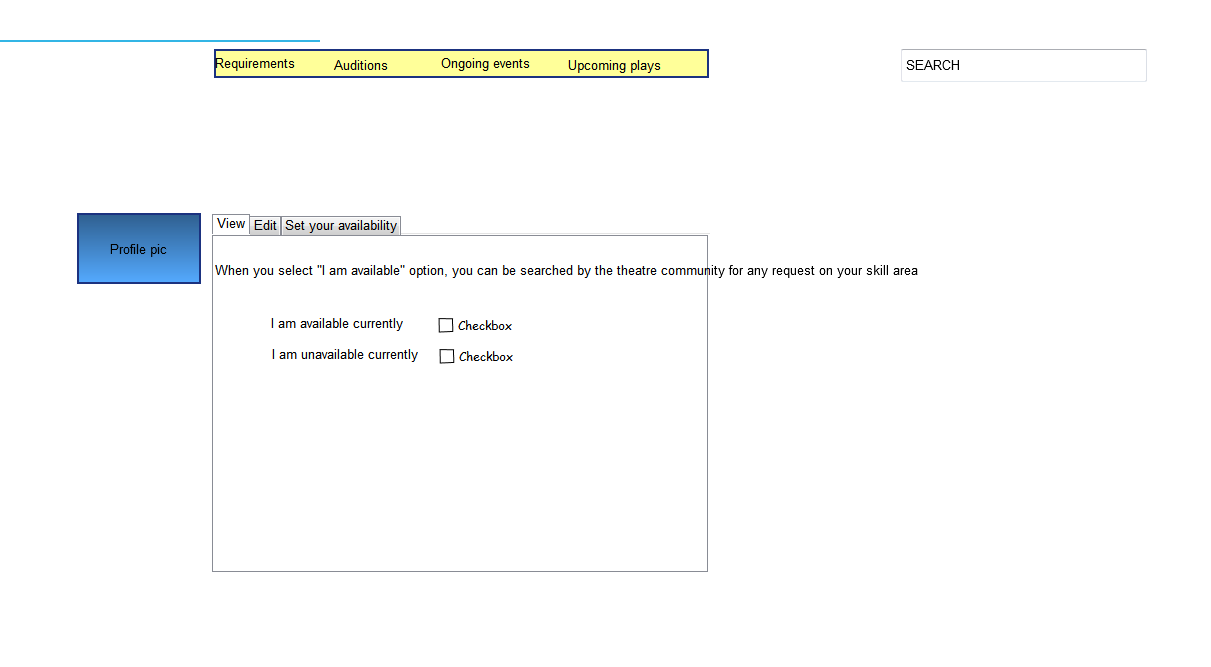 Requirements Auditions Ongoing events Upcoming plays SEARCH
Profile pic
View Edit Set your availability
When you select "I am available" option, you can be searched by the theatre community for any request on your skill area
I am available currently Checkbox
I am unavailable currently Checkbox